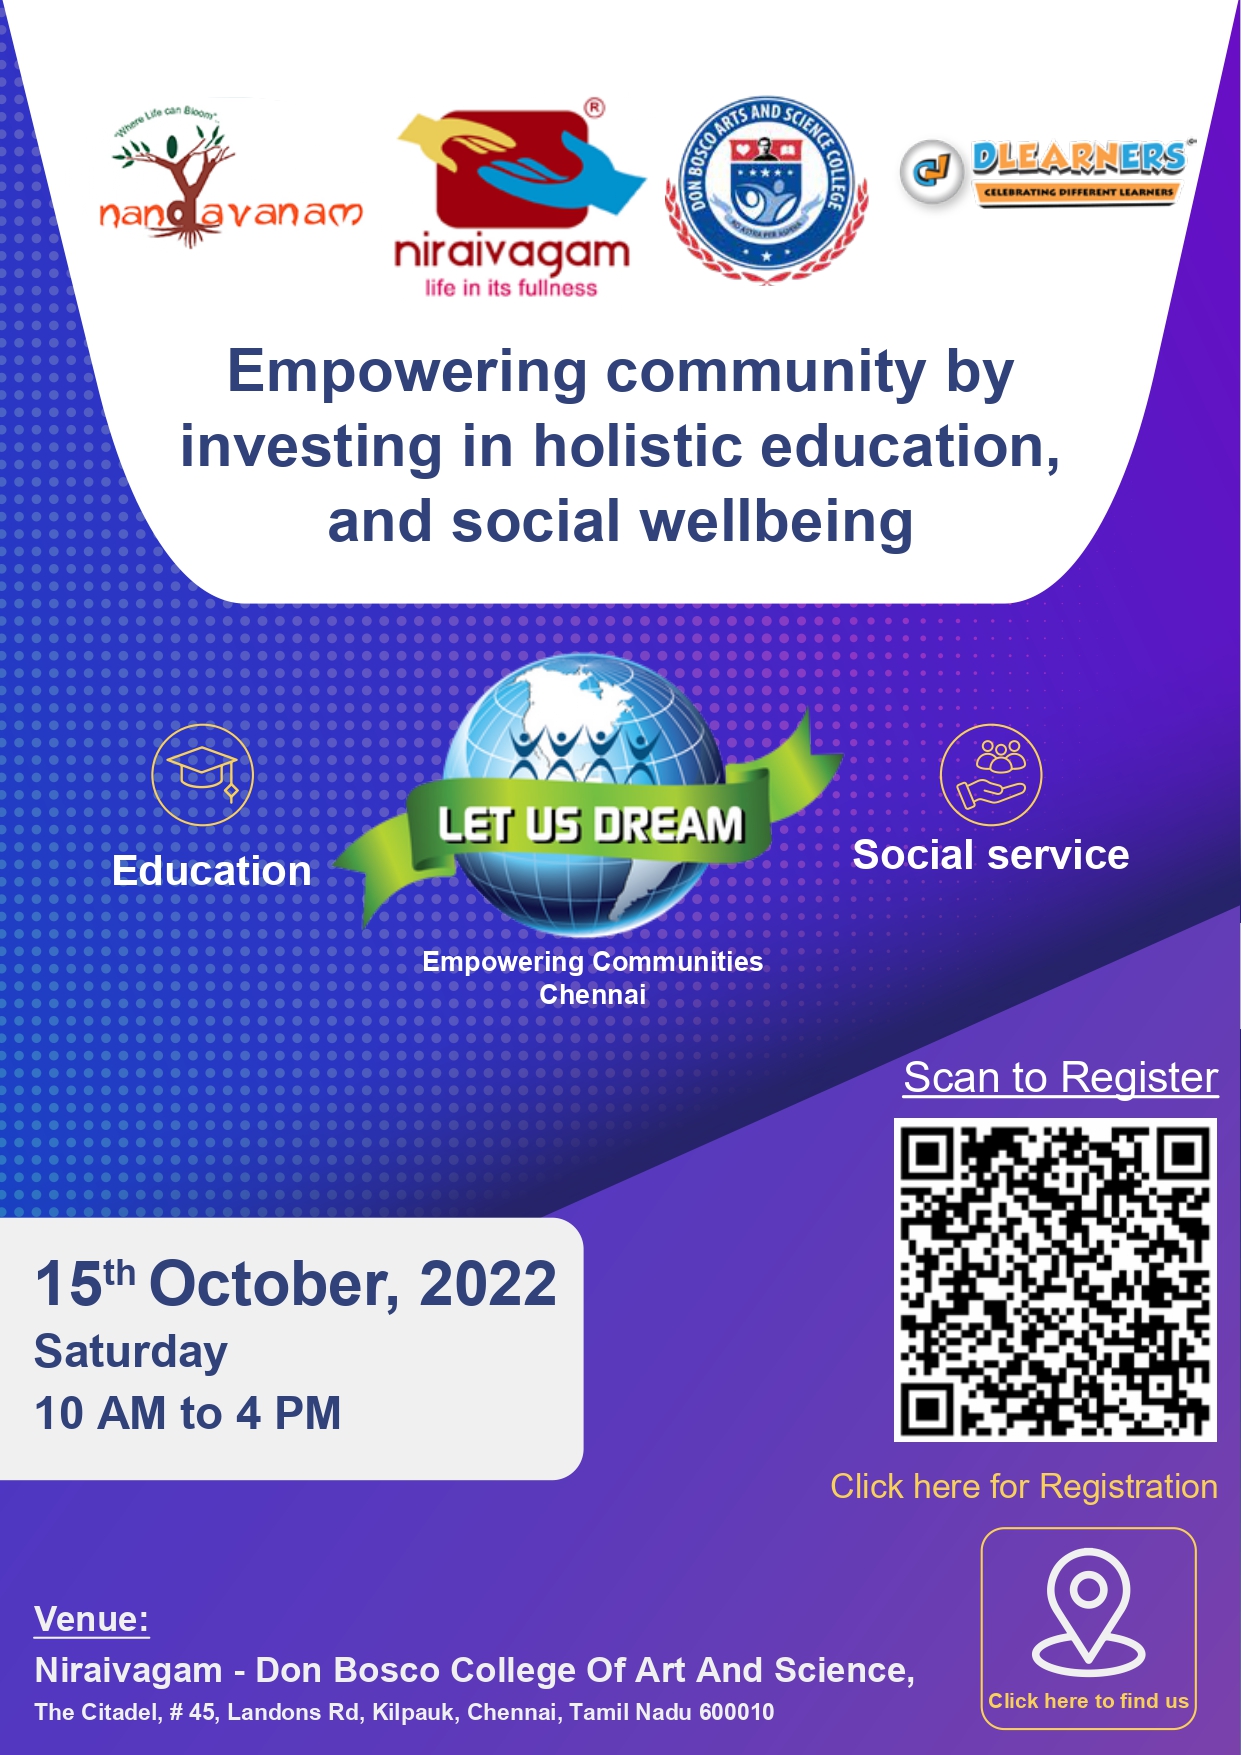 "Where Life can Bloom"
nandavanam
®
niraivagam
life in its fullness
DON BOSCO ARTS AND SCIENCE COLLEGE
AD ASTRA PER ASPERA
DLEARNERS
CELEBRATING DIFFERENT LEARNERS
Empowering community by
investing in holistic education,
and social wellbeing
LET US DREAM
Education
Social service
Empowering Communities
Chennai
Scan to Register
15th October, 2022
Saturday
10 AM to 4 PM
Click here for Registration
Venue:
Niraivagam - Don Bosco College Of Art And Science,
The Citadel, # 45, Landons Rd, Kilpauk, Chennai, Tamil Nadu 600010
Click here to find us